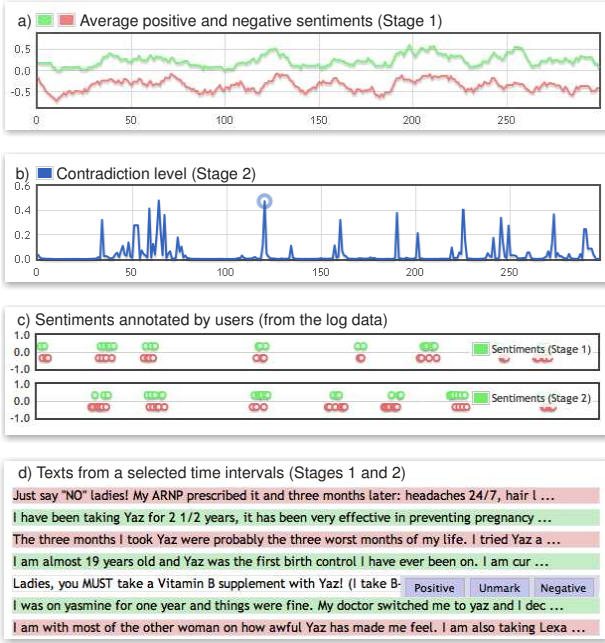 a) Average positive and negative sentiments (Stage 1)
0.5
0.0
-0.5
0 50 100 150 200 250
b) Contradiction level (Stage 2)
0.6
0.4
0.2
0.0
0 50 100 150 200 250
c) Sentiments annotated by users (from the log data)
1.0
0.0
-1.0
Sentiments (Stage 1)
1.0
0.0
-1.0
Sentiments (Stage 2)
d) Texts from a selected time intervals (Stages 1 and 2)
Just say "NO" ladies! My ARNP prescribed it and three months later: headaches 24/7, hair l ...
I have been taking Yaz for 2 1/2 years, it has been very effective in preventing pregnancy ...
The three months I took Yaz were probably the three worst months of my life. I tried Yaz a ...
I am almost 19 years old and Yaz was the first birth control I have ever been on. I am cur ...
Ladies, you MUST take a Vitamin B supplement with Yaz! (I take B- Positive Unmark Negative
I was on yasmine for one year and things were fine. My doctor switched me to yaz and I dec ...
I am with most of the other woman on how awful Yaz has made me feel. I am also taking Lexa ...